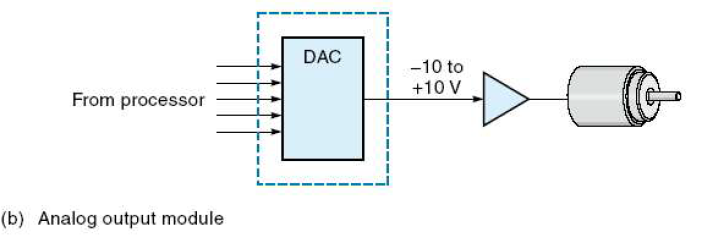 DAC
–10 to
+10 V
From processor
(b) Analog output module